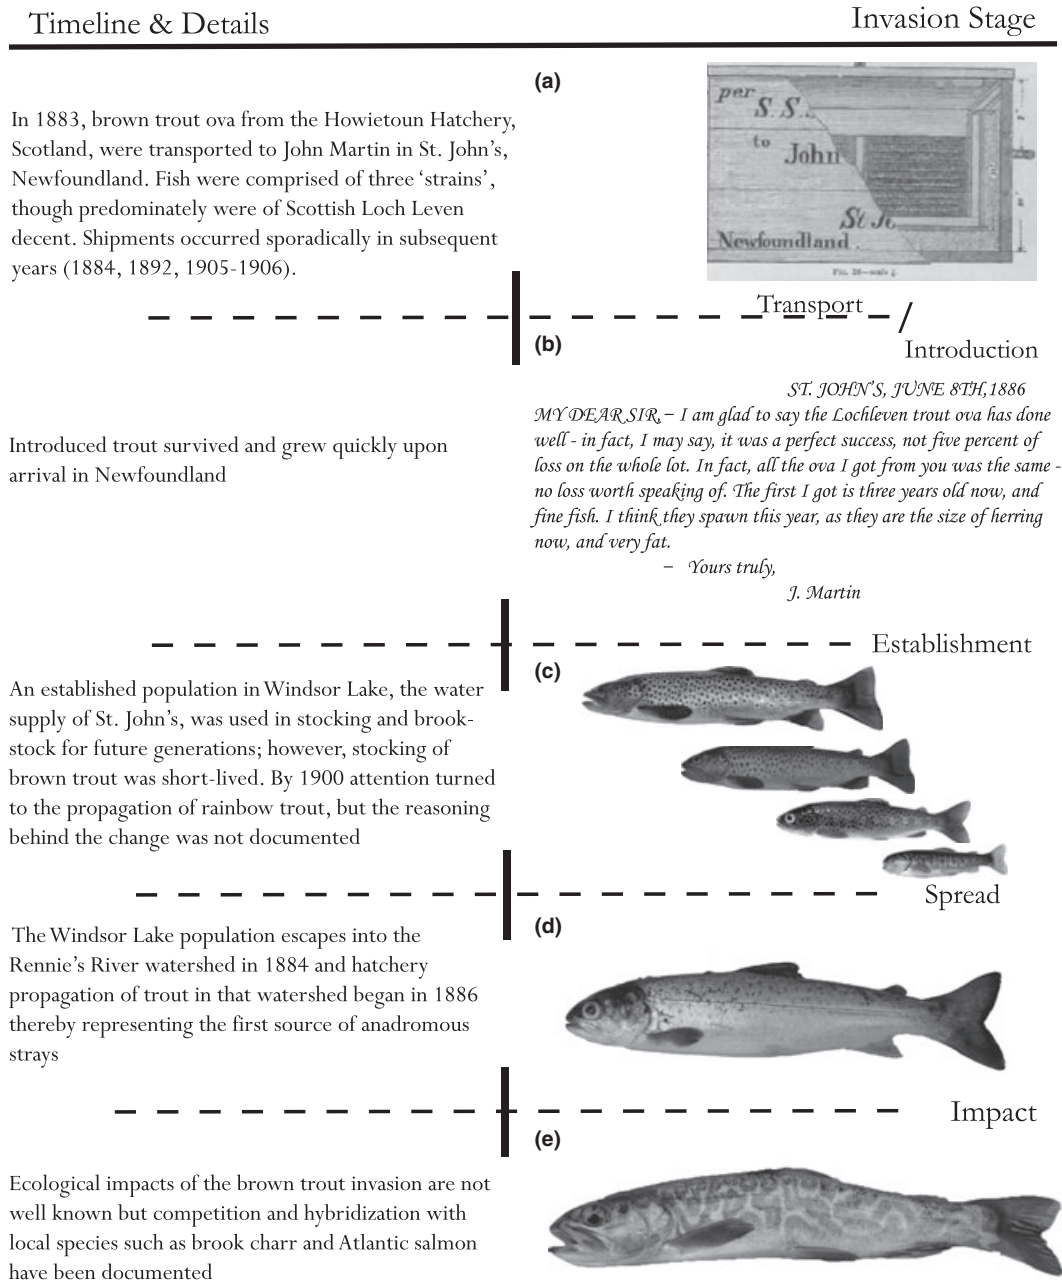 Timeline & Details
Invasion Stage
(a)
In 1883, brown trout ova from the Howietoun Hatchery,
Scotland, were transported to John Martin in St. John's,
Newfoundland. Fish were comprised of three 'strains',
though predominately were of Scottish Loch Leven
decent. Shipments occurred sporadically in subsequent
years (1884, 1892, 1905-1906).
per
S. S.
to
John
St Jo
Newfoundland
Transport /
Introduction
(b)
Introduced trout survived and grew quickly upon
arrival in Newfoundland
ST. JOHN'S, JUNE 8TH,1886
MY DEAR SIR,– I am glad to say the Lochleven trout ova has done
well - in fact, I may say, it was a perfect success, not five percent of
loss on the whole lot. In fact, all the ova I got from you was the same -
no loss worth speaking of. The first I got is three years old now, and
fine fish. I think they spawn this year, as they are the size of herring
now, and very fat.
– Yours truly,
J. Martin
Establishment
(c)
An established population in Windsor Lake, the water
supply of St. John's, was used in stocking and brook-
stock for future generations; however, stocking of
brown trout was short-lived. By 1900 attention turned
to the propagation of rainbow trout, but the reasoning
behind the change was not documented
Spread
(d)
The Windsor Lake population escapes into the
Rennie's River watershed in 1884 and hatchery
propagation of trout in that watershed began in 1886
thereby representing the first source of anadromous
strays
Impact
(e)
Ecological impacts of the brown trout invasion are not
well known but competition and hybridization with
local species such as brook charr and Atlantic salmon
have been documented